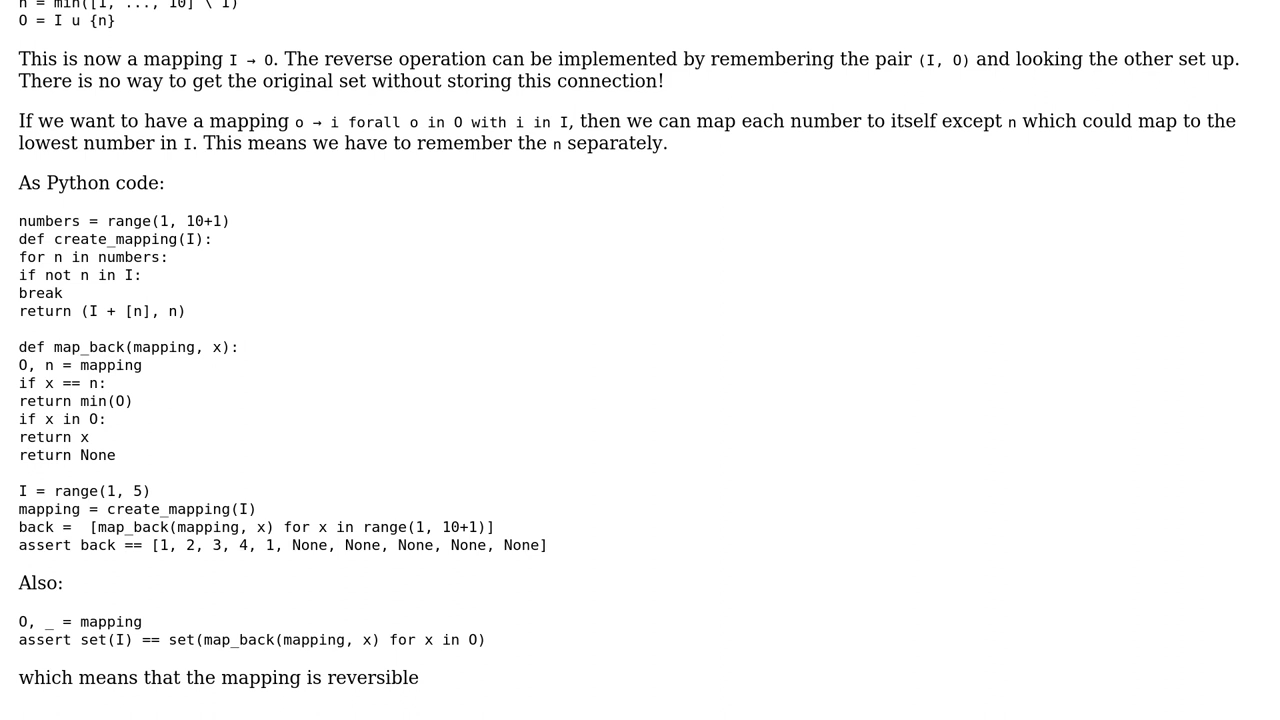 n = min([1, ..., 10] \ I)
O = I u {n}
This is now a mapping I → O. The reverse operation can be implemented by remembering the pair (I, O) and looking the other set up.
There is no way to get the original set without storing this connection!
If we want to have a mapping o → i forall o in O with i in I, then we can map each number to itself except n which could map to the
lowest number in I. This means we have to remember the n separately.
As Python code:
numbers = range(1, 10+1)
def create_mapping(I):
for n in numbers:
if not n in I:
break
return (I + [n], n)
def map_back(mapping, x):
O, n = mapping
if x == n:
return min(O)
if x in O:
return x
return None
I = range(1, 5)
mapping = create_mapping(I)
back =  [map_back(mapping, x) for x in range(1, 10+1)]
assert back == [1, 2, 3, 4, 1, None, None, None, None, None]
Also:
O, _ = mapping
assert set(I) == set(map_back(mapping, x) for x in O)
which means that the mapping is reversible